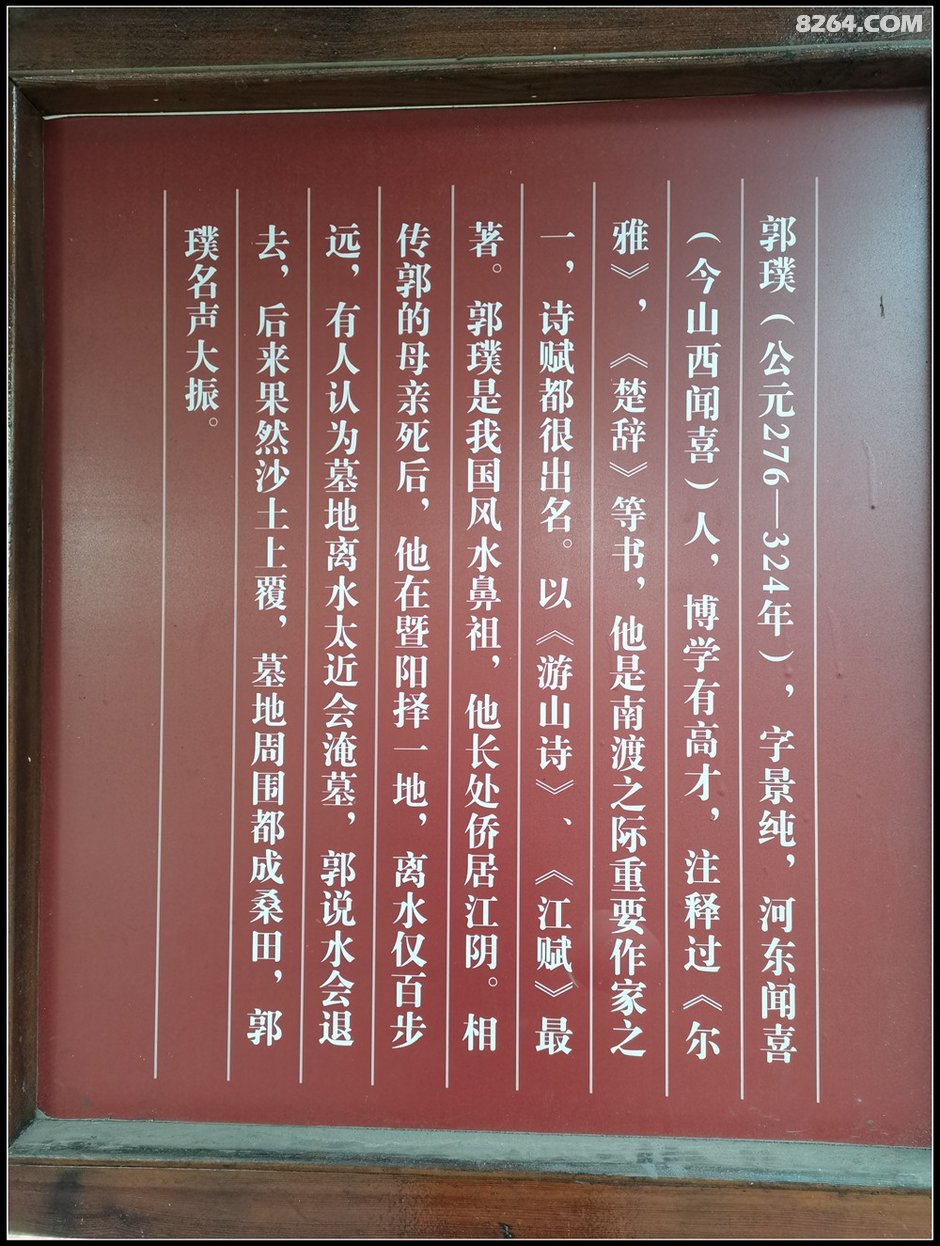 8264.COM
郭璞（公元276—324年），字景纯，河东闻喜
（今山西闻喜）人，博学有高才，注释过《尔
雅》，《楚辞》等书，他是南渡之际重要作家之
一，诗赋都很出名。以《游山诗》、《江赋》最
著。郭璞是我国风水鼻祖，他长处侨居江阴。相
传郭的母亲死后，他在暨阳择一地，离水仅百步
远，有人认为墓地离水太近会淹墓，郭说水会退
去，后来果然沙土上覆，墓地周围都成桑田，郭
璞名声大振。